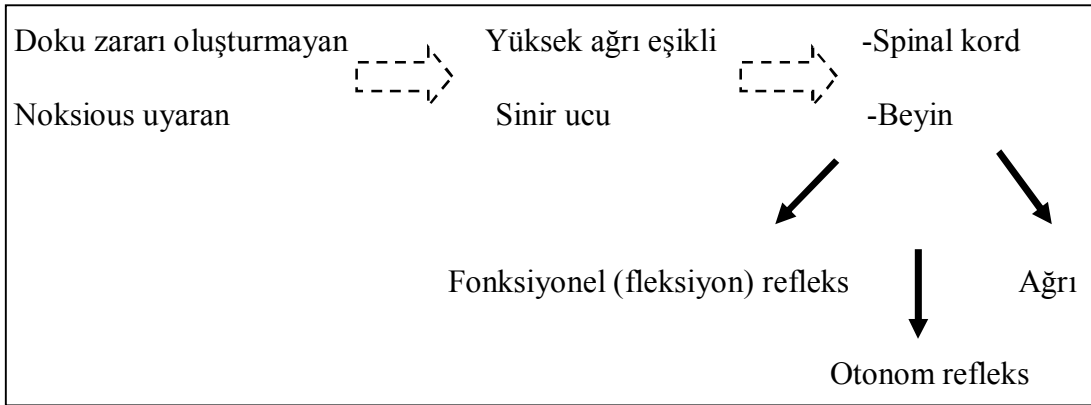 Doku zararı oluşturmayan
Noksious uyaran
Yüksek ağrı eşikli
Sinir ucu
-Spinal kord
-Beyin
Fonksiyonel (fleksiyon) refleks
Ağrı
Otonom refleks